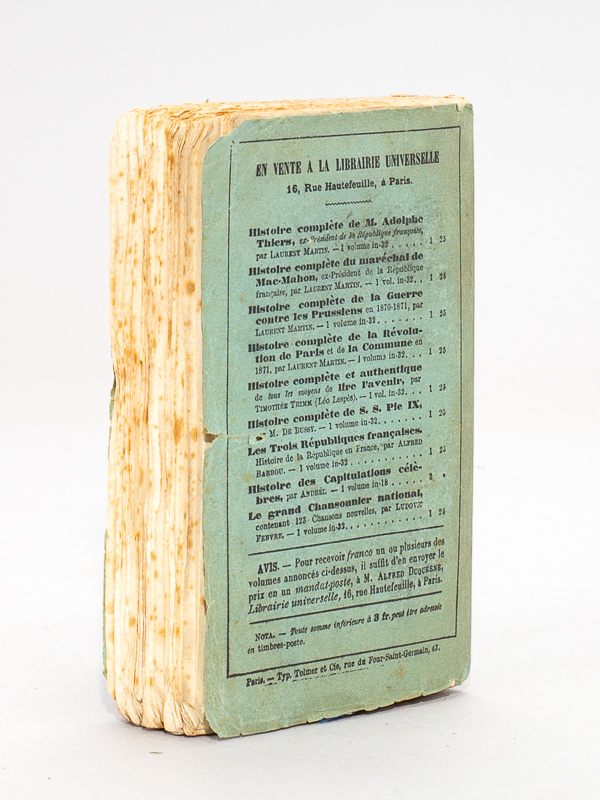 EN VENTE A LA LIBRAIRIE UNIVERSELLE
16, Rue Hautefeuille, à Paris.
Histoire complète de M. Adolphe
Thiers, ex-Président de la République française,
par LAURENT MARTIN. — 1 volume in-32 . . . . . 1 25
Histoire complète du maréchal de
Mac-Mahon, ex-Président de la République
française, par LAURENT MARTIN. — 1 vol. in-32. . . 1 25
Histoire complète de la Guerre
contre les Prussiens en 1870-1871, par
LAURENT MARTIN. — 1 volume in-32. . . . . . . . 1 25
Histoire complète de la Révolu-
tion de Paris et de la Commune en
1871, par LAURENT MARTIN. — 1 volume in-32. . . 1 25
Histoire complète et authentique
de tous les moyens de lire l'avenir, par
TIMOTHÉE TRIMM (Léo Lespès). — 1 vol. in-32. . . 1 25
Histoire complète de S. S. Pie IX,
M. DE BUSSY. — 1 volume in-32. . . . . . . . 1 25
Les Trois Républiques françaises.
Histoire de la République en France, par ALFRED
BARBOU. — 1 volume in-32 . . . . . . . . . . . 1 25
Histoire des Capitulations célè-
bres, par ANDRÉI. — 1 volume in-18 . . . . . 3 »
Le grand Chansonnier national,
contenant 123 Chansons nouvelles, par LUDOVIC
FEBVRE. — 1 volume in-32. . . . . . . . . . . . 1 25
AVIS. — Pour recevoir franco un ou plusieurs des
volumes annoncés ci-dessus, il suffit d'en envoyer le
prix en un mandat-poste, à M. ALFRED DUQUESNE,
Librairie universelle, 16, rue Hautefeuille, à Paris.
NOTA. — Toute somme inférieure à 3 fr. peut être adressée
en timbres-poste.
Paris. — Typ. Tolmer et Cie, rue du Four-Saint-Germain, 43.